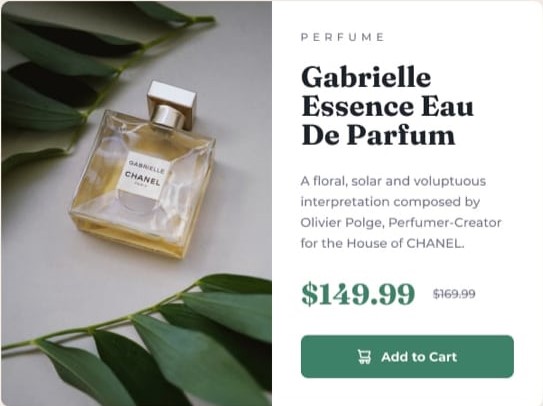 GABRIELLE
CHANEL
PARIS
PERFUME
Gabrielle
Essence Eau
De Parfum
A floral, solar and voluptuous
interpretation composed by
Olivier Polge, Perfumer-Creator
for the House of CHANEL.
$149.99 $169.99
Add to Cart